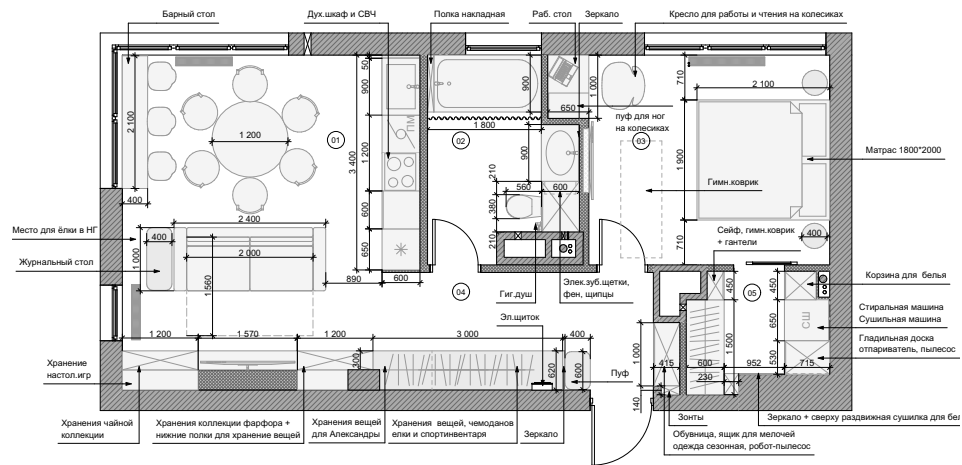 Барный стол
Дух.шкаф и СВЧ
Полка накладная
Раб. стол
Зеркало
Кресло для работы и чтения на колесиках
50
900
2 100
1 200
01
ПМ
3 400
1 200
600
650
400
2 400
400
1 000
2 000
1 560
890
600
900
1 800
02
900
210
560
600
380
210
1 000
650
пуф для ног
на колесиках
03
Гимн.коврик
710
2 100
1 900
710
400
Матрас 1800*2000
Место для ёлки в НГ
Журнальный стол
Сейф, гимн.коврик
+ гантели
Корзина для белья
Стиральная машина
Сушильная машина
Гладильная доска
отпариватель, пылесос
Гиг.душ
Элек.зуб.щетки,
фен, щипцы
04
Эл.щиток
05
450
450
650
СШ
1 500
530
1 200
1 570
1 200
3 000
400
300
620
600
Пуф
1 000
415
600
952
715
230
140
Хранение
настол.игр
Хранения чайной
коллекции
Хранения коллекции фарфора +
нижние полки для хранение вещей
Хранения вещей
для Александры
Хранения вещей, чемоданов
елки и спортинвентаря
Зеркало
Зонты
Обувница, ящик для мелочей
одежда сезонная, робот-пылесос
Зеркало + сверху раздвижная сушилка для бел